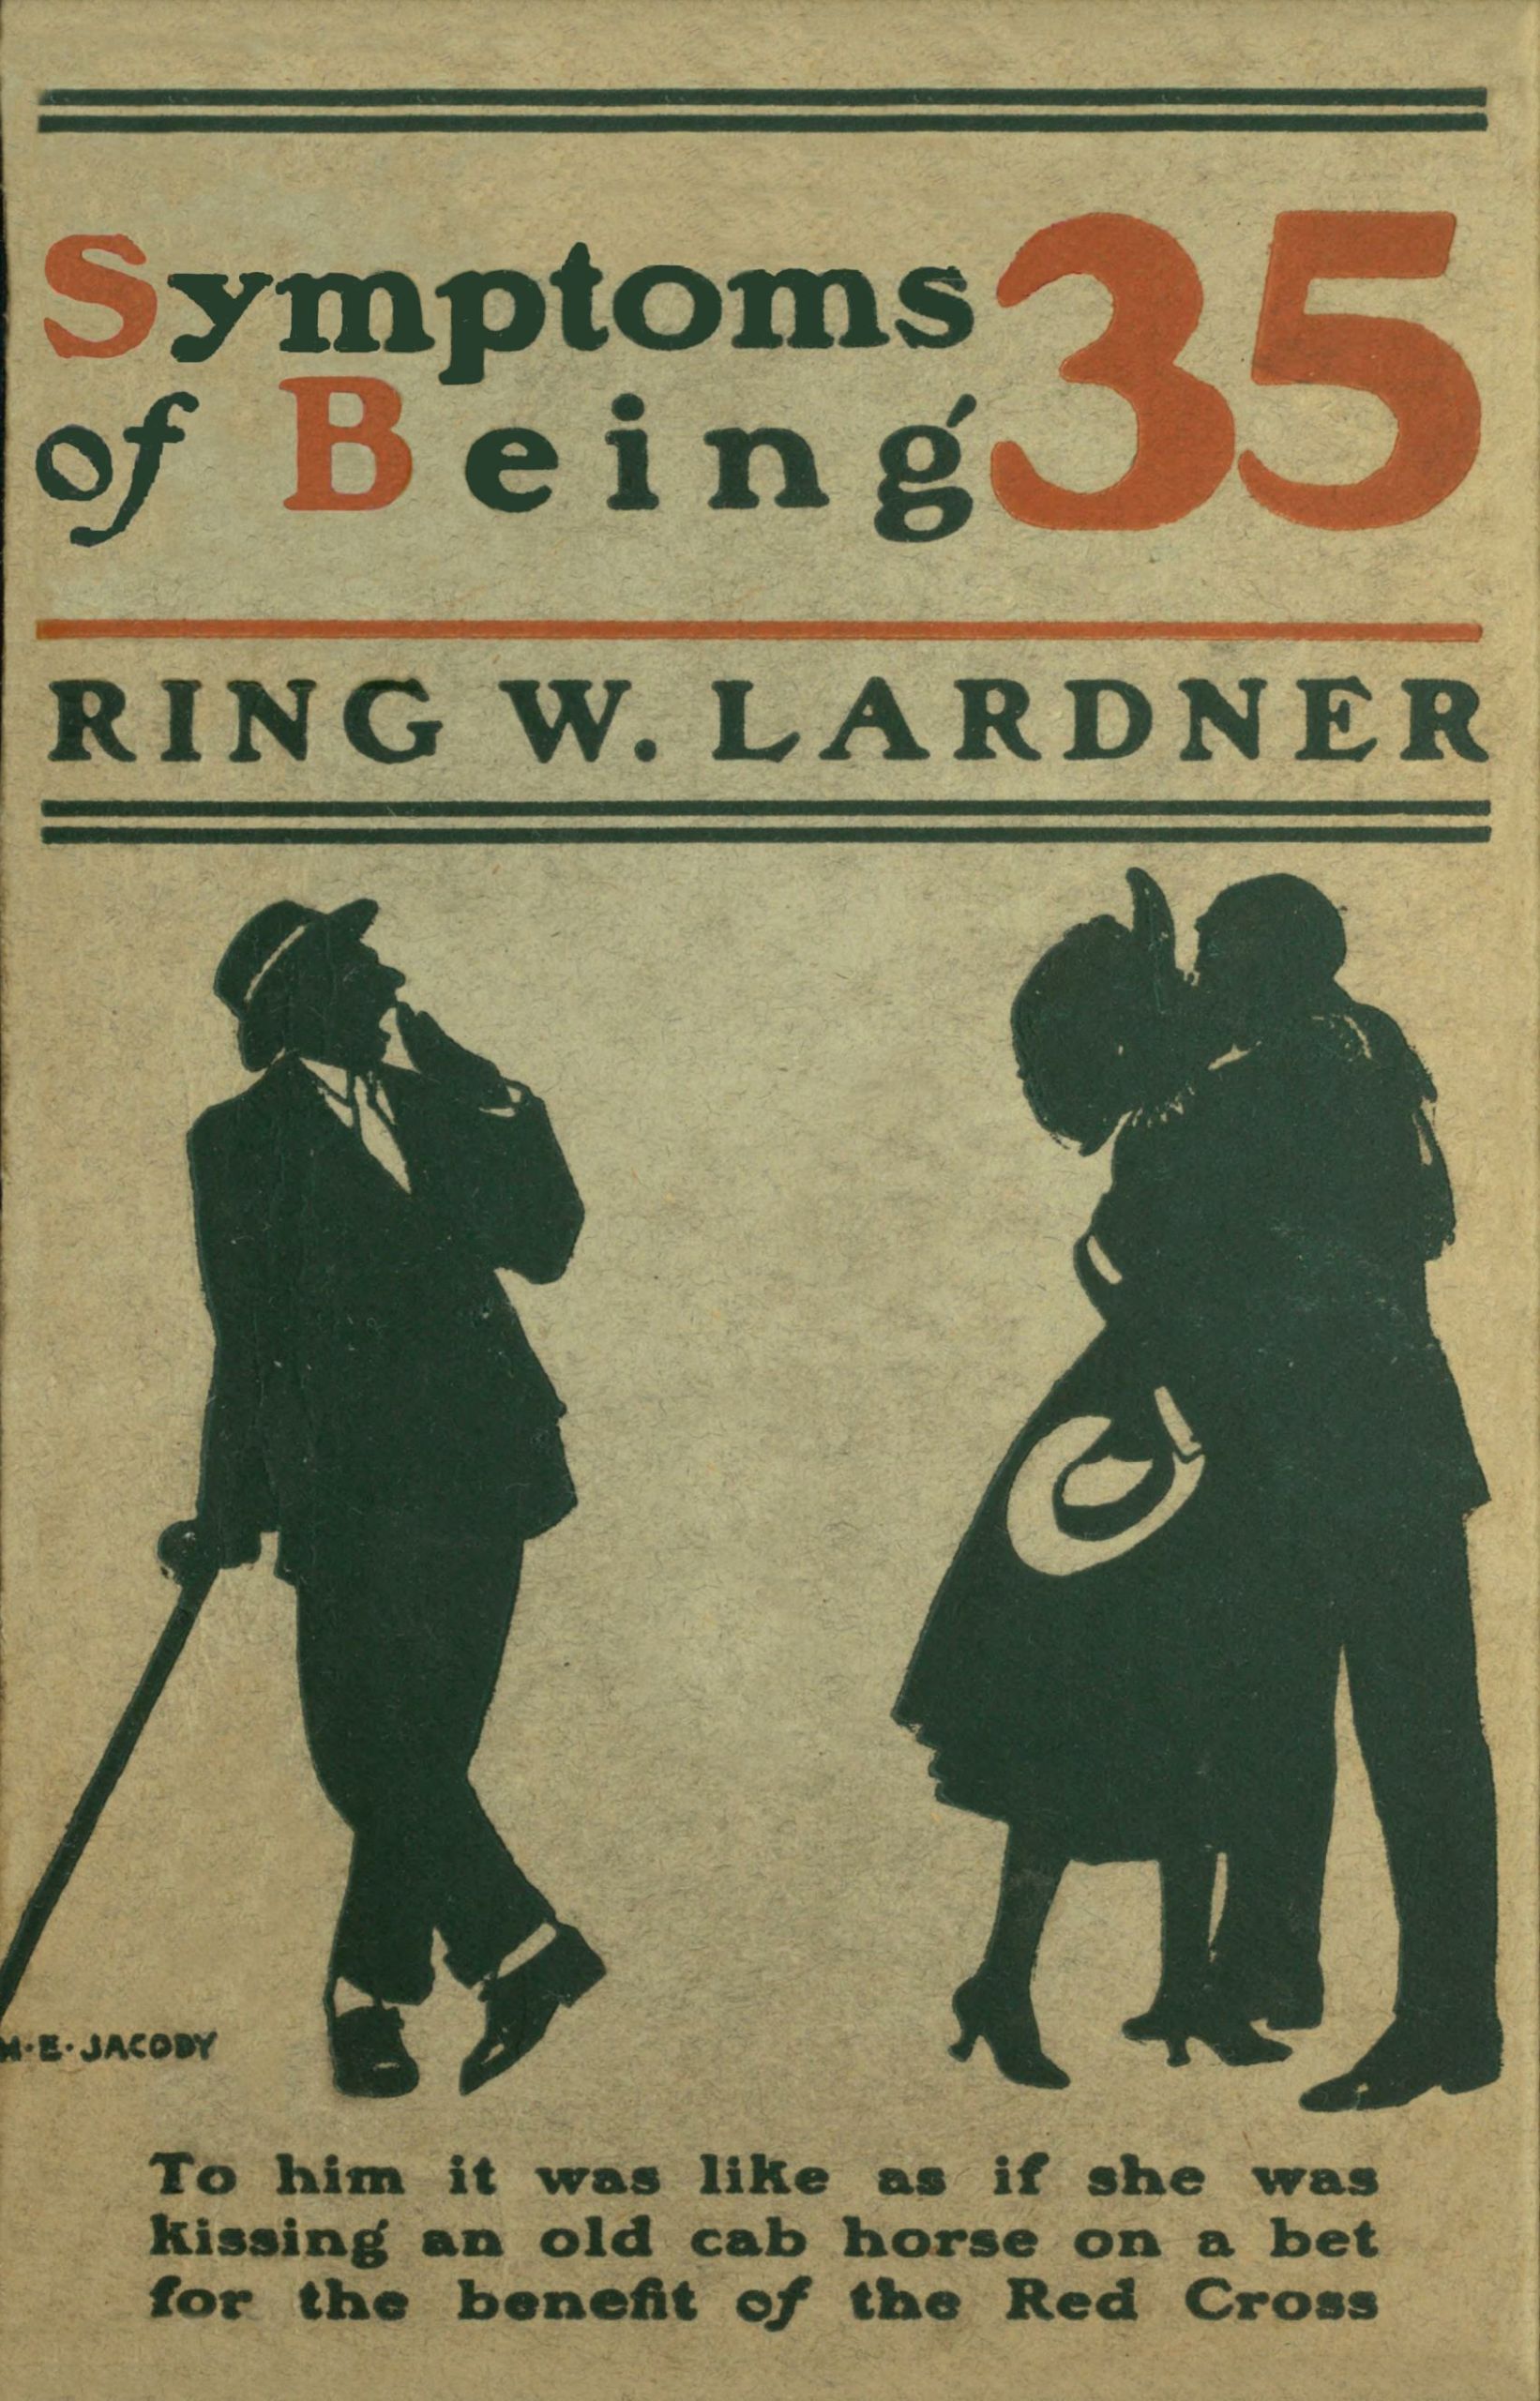 Symptoms
of Being 35
RING W. LARDNER
M·E·JACOBY
To him it was like as if she was
kissing an old cab horse on a bet
for the benefit of the Red Cross